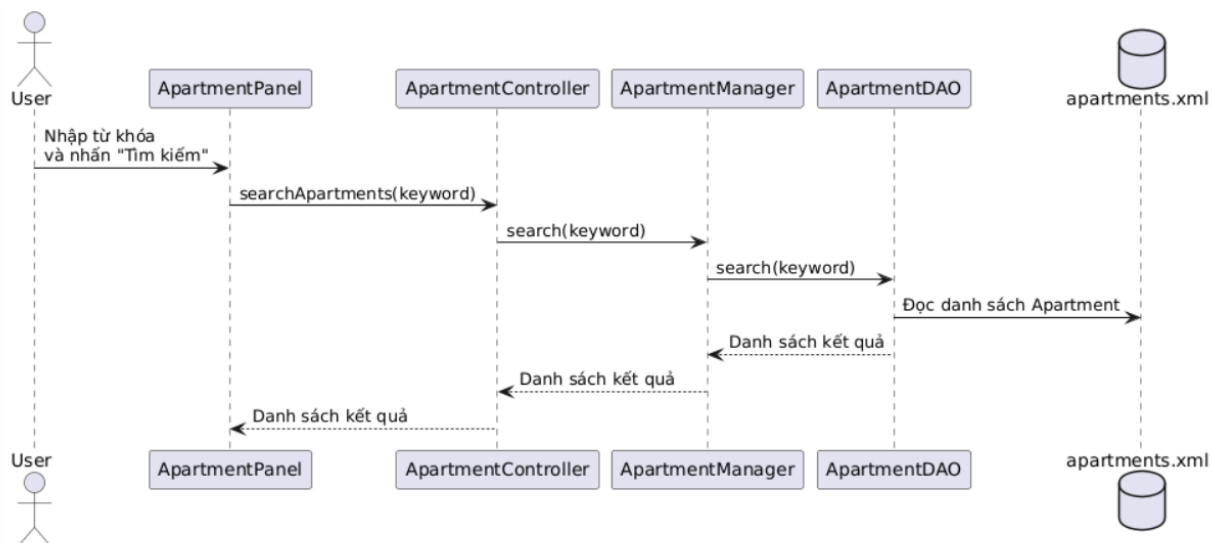 User
ApartmentPanel
ApartmentController
ApartmentManager
ApartmentDAO
apartments.xml
Nhập từ khóa
và nhấn "Tìm kiếm"
searchApartments(keyword)
search(keyword)
search(keyword)
Đọc danh sách Apartment
Danh sách kết quả
Danh sách kết quả
Danh sách kết quả
User
ApartmentPanel
ApartmentController
ApartmentManager
ApartmentDAO
apartments.xml